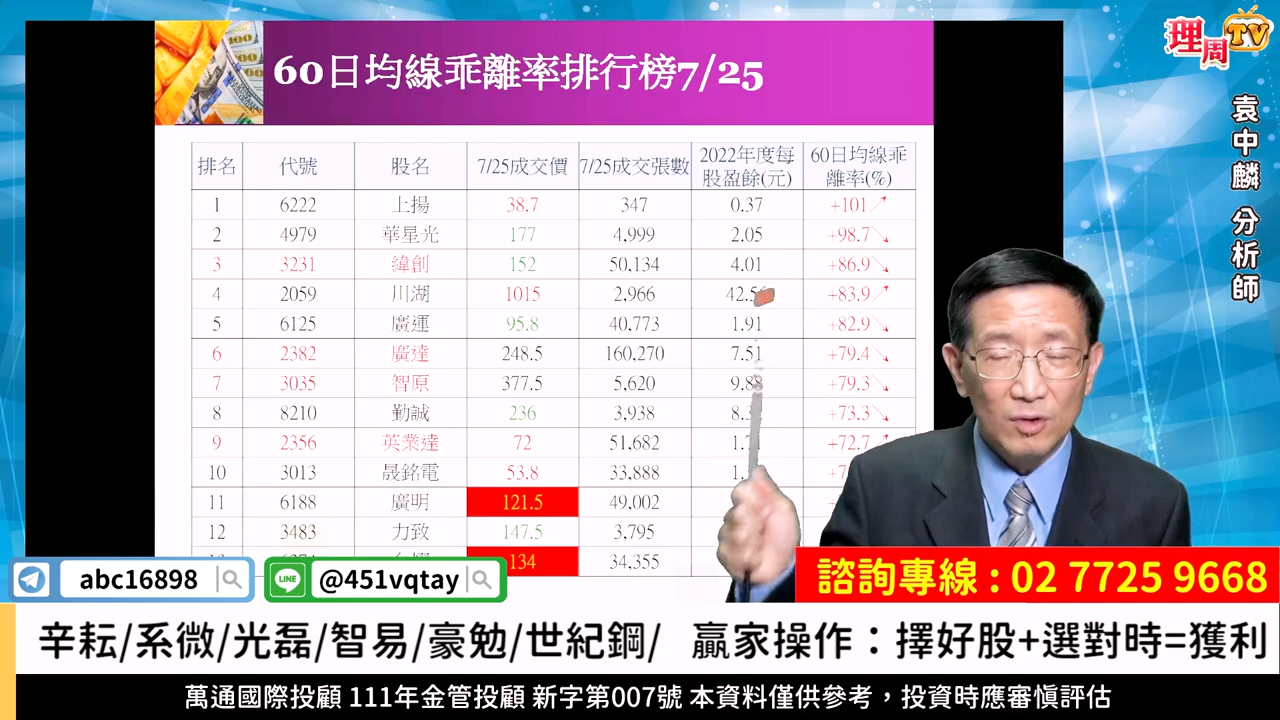 理周TV
袁中麟 分析師
60日均線乖離率排行榜7/25
排名 代號 股名 7/25成交價 7/25成交張數 2022年度每股盈餘(元) 60日均線乖離率(%)
1 6222 上揚 38.7 347 0.37 +101↗
2 4979 華星光 177 4,999 2.05 +98.7↘
3 3231 緯創 152 50,134 4.01 +86.9↘
4 2059 川湖 1015 2,966 +83.9↗
5 6125 廣運 95.8 40,773 1.91 +82.9↘
6 2382 廣達 248.5 160,270 7.51 +79.4↘
7 3035 智原 377.5 5,620 +79.3↘
8 8210 勤誠 236 3,938 +73.3↘
9 2356 英業達 72 51,682 +72.7↗
10 3013 晟銘電 53.8 33,888
11 6188 廣明 121.5 49,002
12 3483 力致 147.5 3,795
134 34,355
abc16898
LINE @451vqtay
諮詢專線 : 02 7725 9668
辛耘/系微/光磊/智易/豪勉/世紀鋼/ 贏家操作：擇好股+選對時=獲利
萬通國際投顧 111年金管投顧 新字第007號 本資料僅供參考，投資時應審慎評估